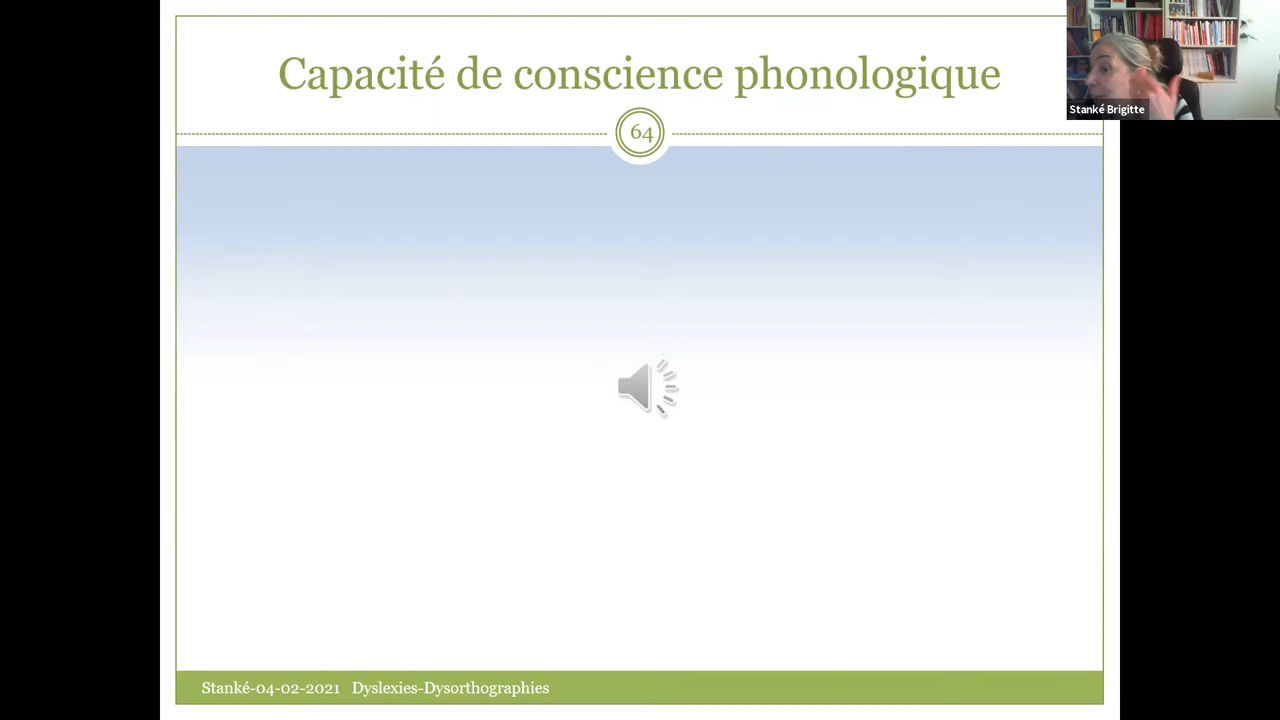 Capacité de conscience phonologique
Stanké Brigitte
64
Stanké-04-02-2021 Dyslexies-Dysorthographies